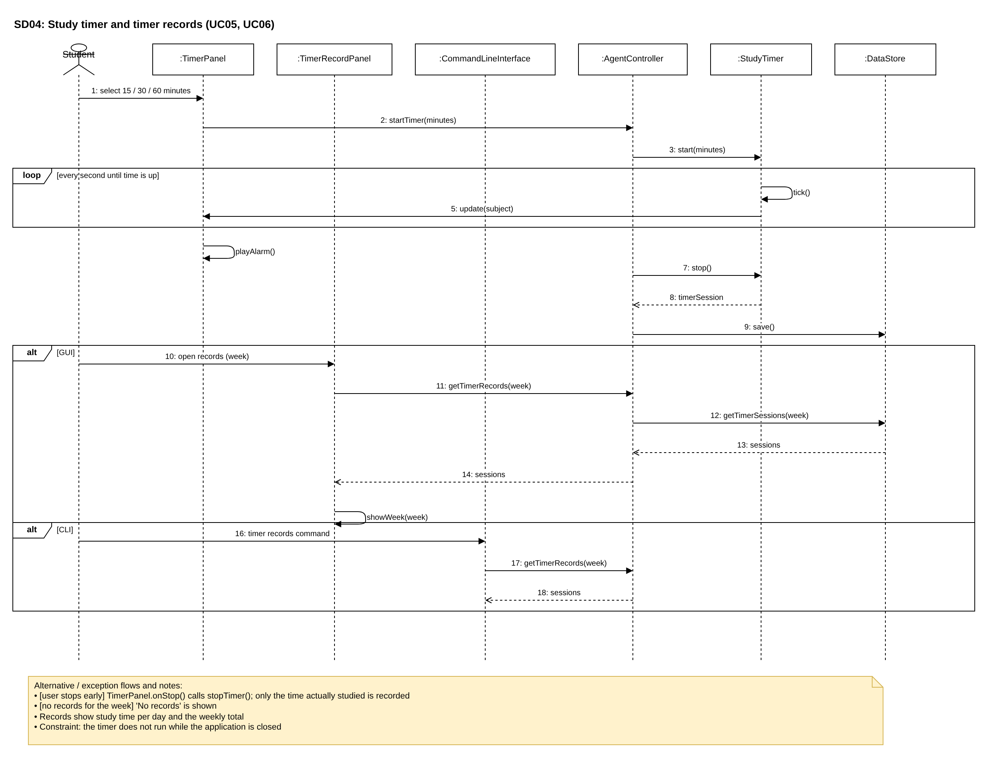 SD04: Study timer and timer records (UC05, UC06)
Student
:TimerPanel
:TimerRecordPanel
:CommandLineInterface
:AgentController
:StudyTimer
:DataStore
1: select 15 / 30 / 60 minutes
2: startTimer(minutes)
3: start(minutes)
loop [every second until time is up]
tick()
5: update(subject)
playAlarm()
7: stop()
8: timerSession
9: save()
alt [GUI]
10: open records (week)
11: getTimerRecords(week)
12: getTimerSessions(week)
13: sessions
14: sessions
showWeek(week)
alt [CLI]
16: timer records command
17: getTimerRecords(week)
18: sessions
Alternative / exception flows and notes:
• [user stops early] TimerPanel.onStop() calls stopTimer(); only the time actually studied is recorded
• [no records for the week] 'No records' is shown
• Records show study time per day and the weekly total
• Constraint: the timer does not run while the application is closed